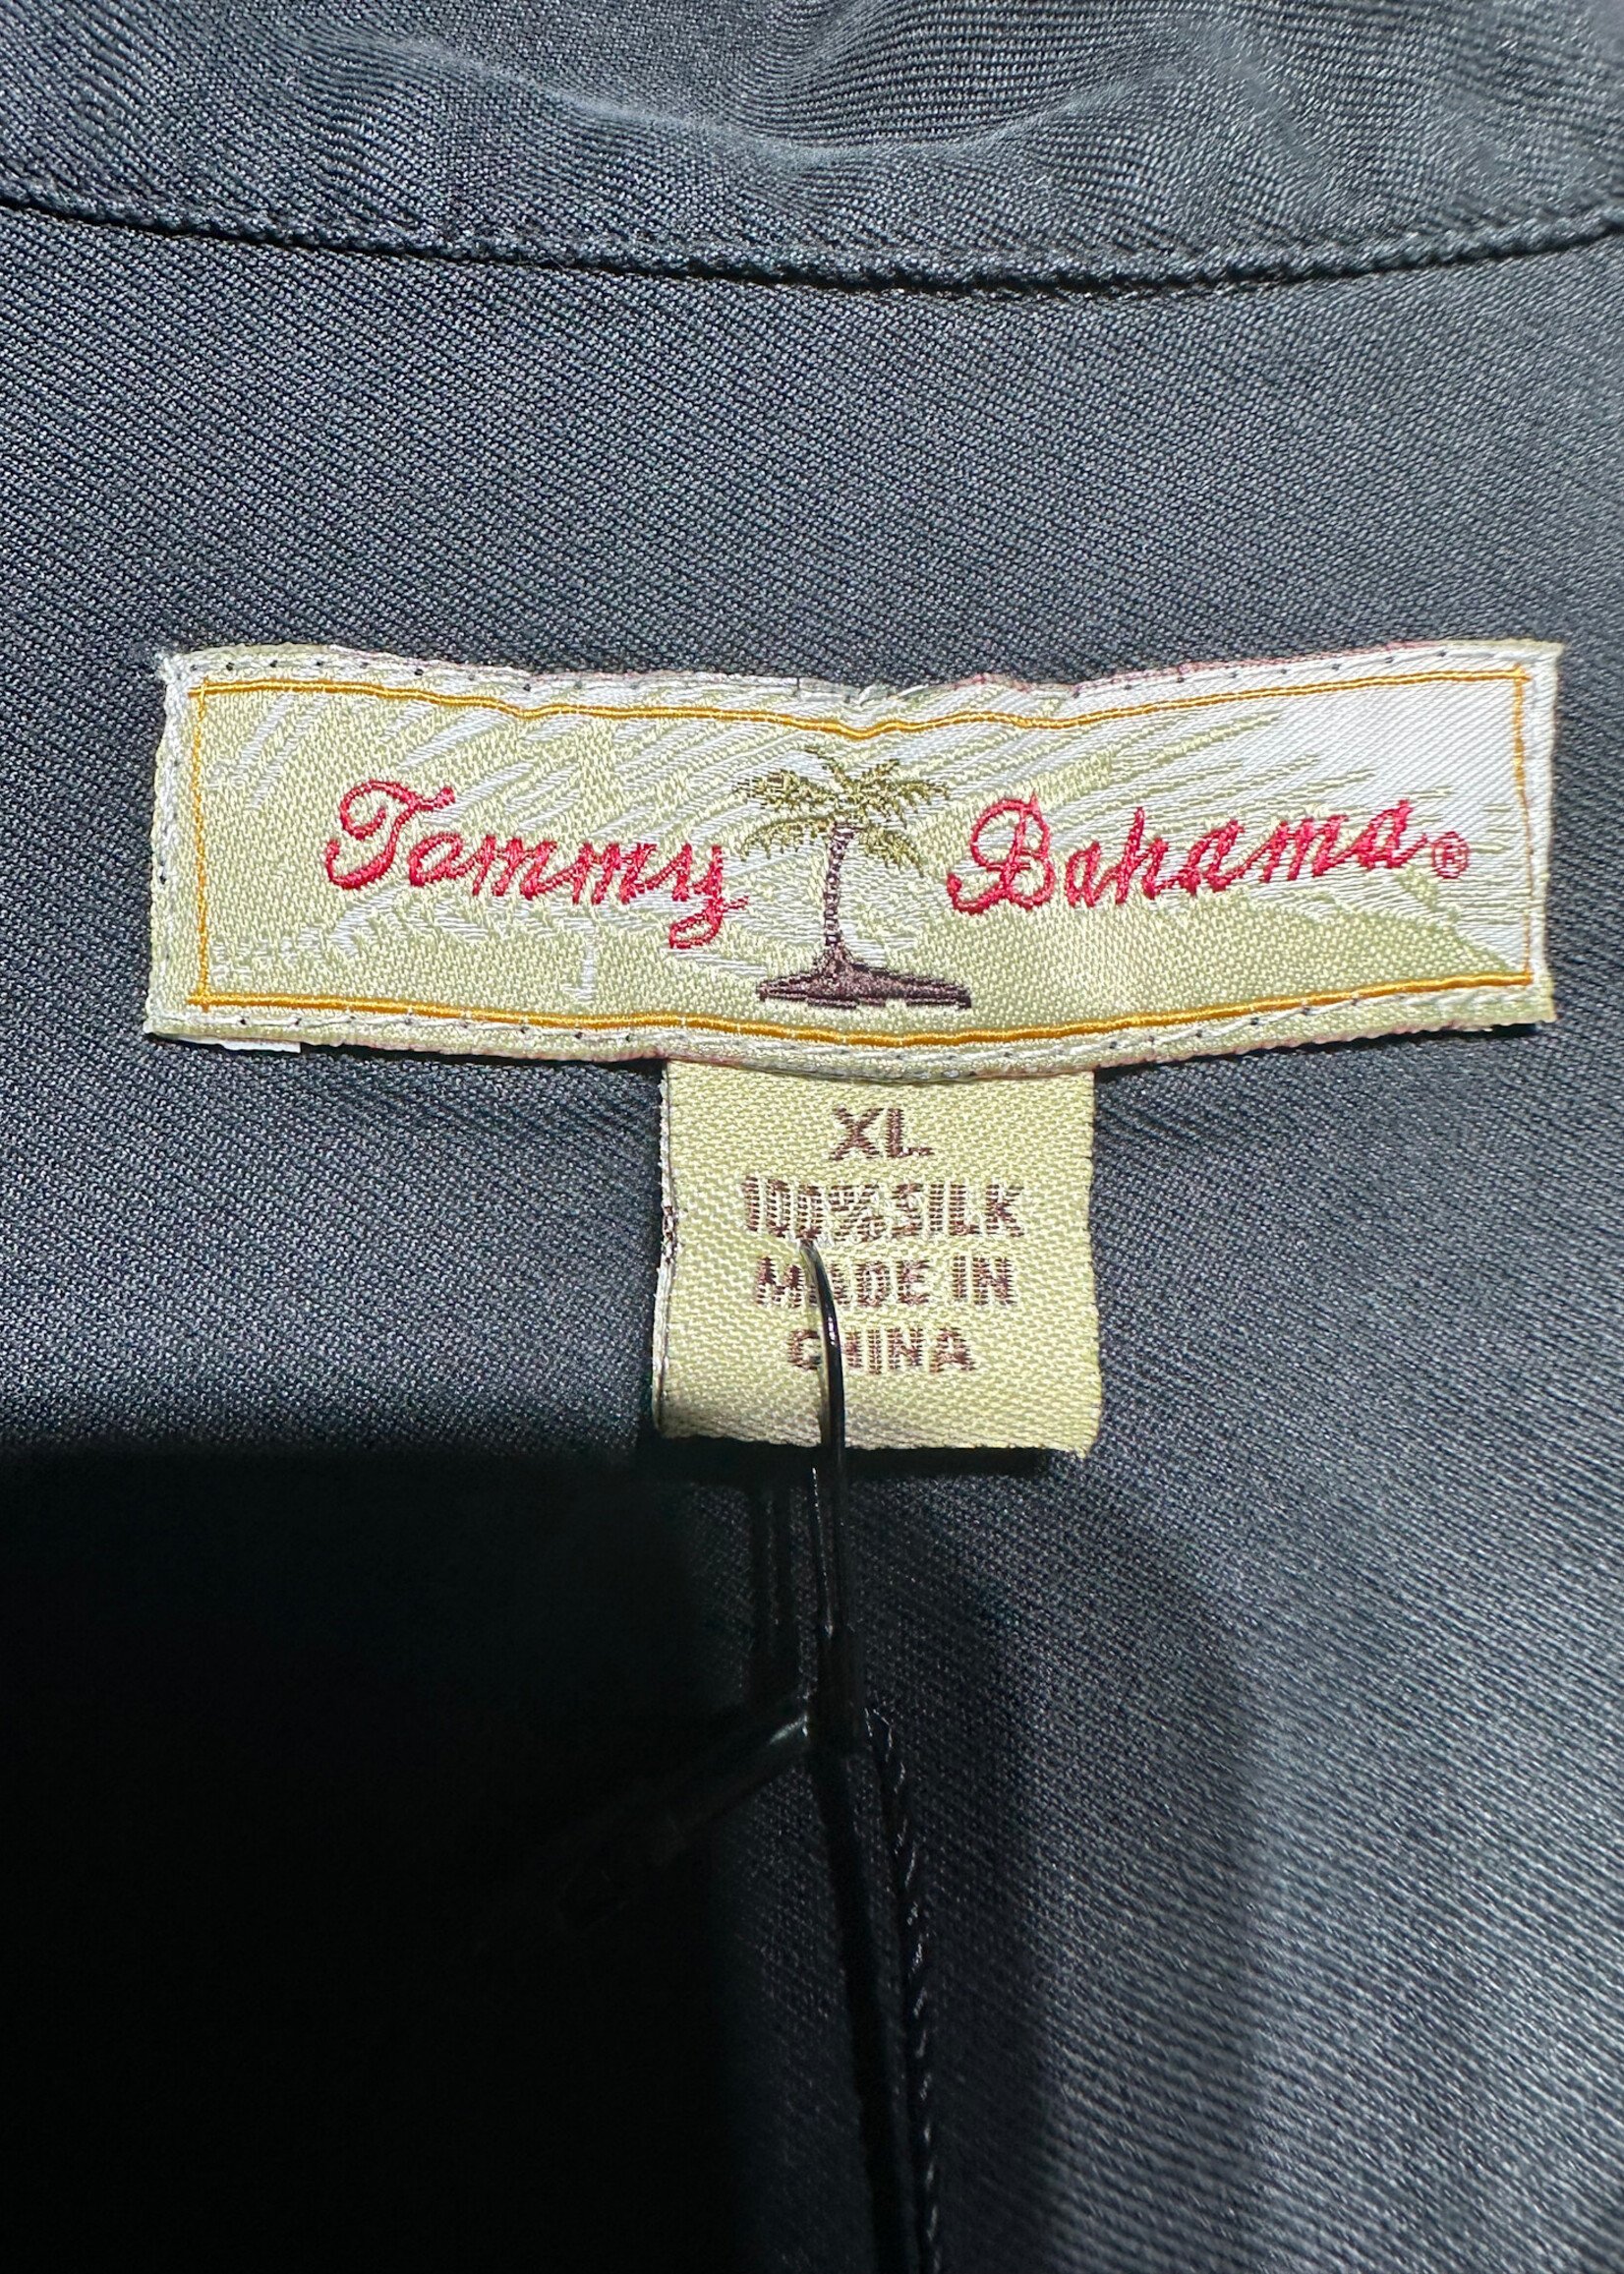 Tommy Bahama®
XL
100% SILK
MADE IN
CHINA